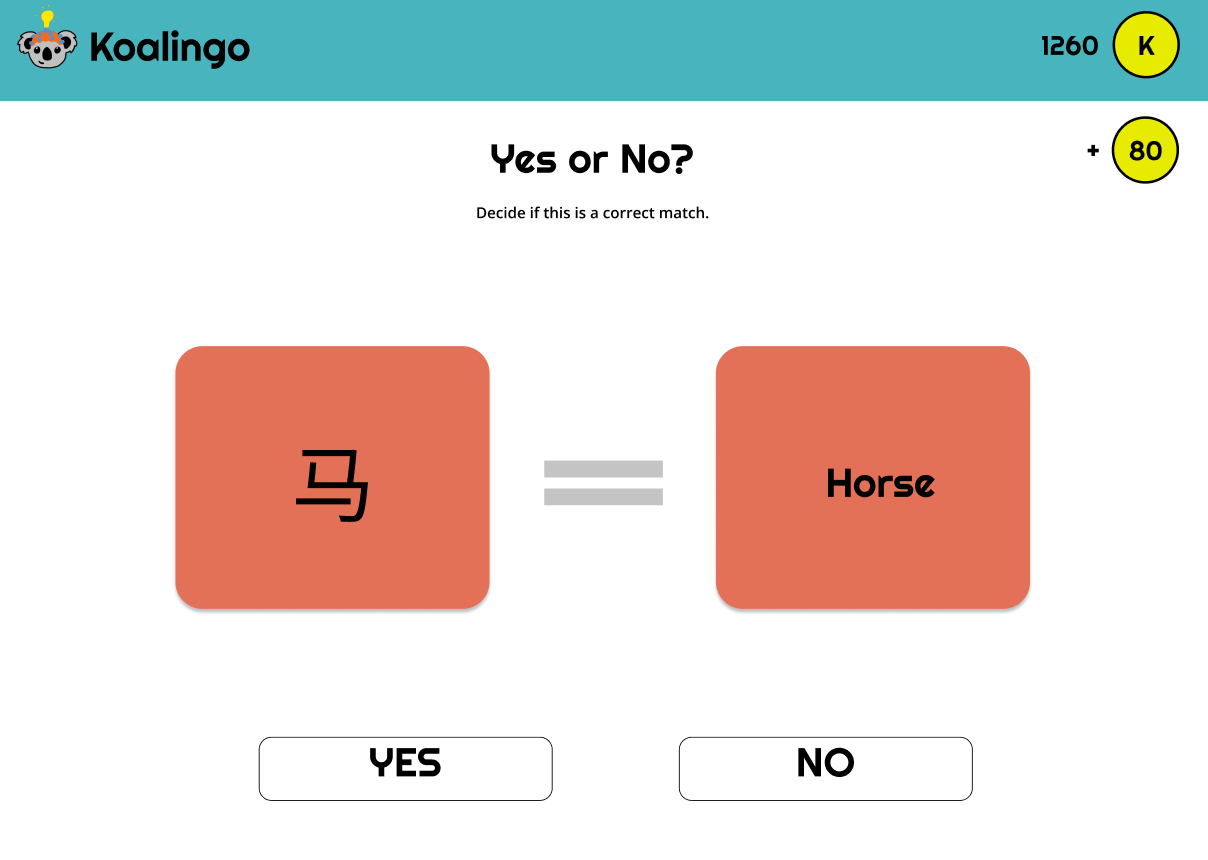 Koalingo
1260 K
Yes or No?
+ 80
Decide if this is a correct match.
马
Horse
YES
NO